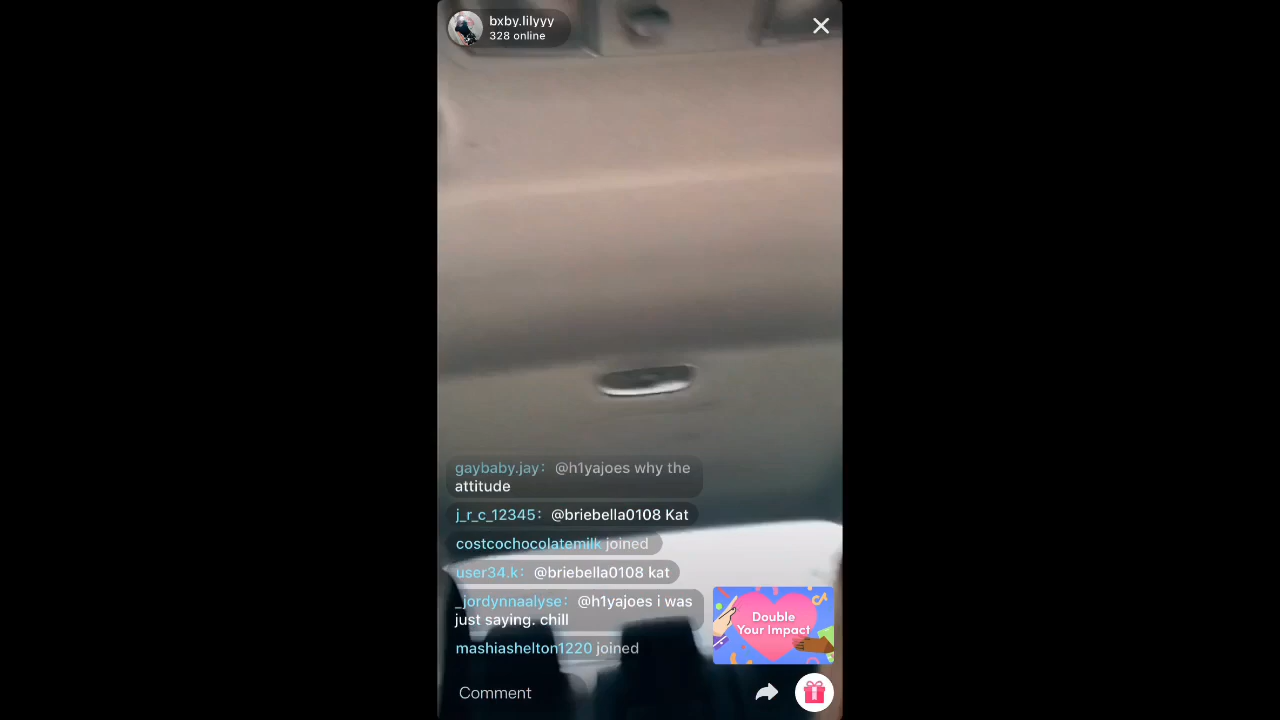 bxby.lilyyy
328 online
gaybaby.jay: @h1yajoes why the
attitude
j_r_c_12345: @briebella0108 Kat
costcochocolatemilk joined
user34.k: @briebella0108 kat
_jordynnaalyse: @h1yajoes i was
just saying. chill
mashiashelton1220 joined
Double
Your Impact
Comment